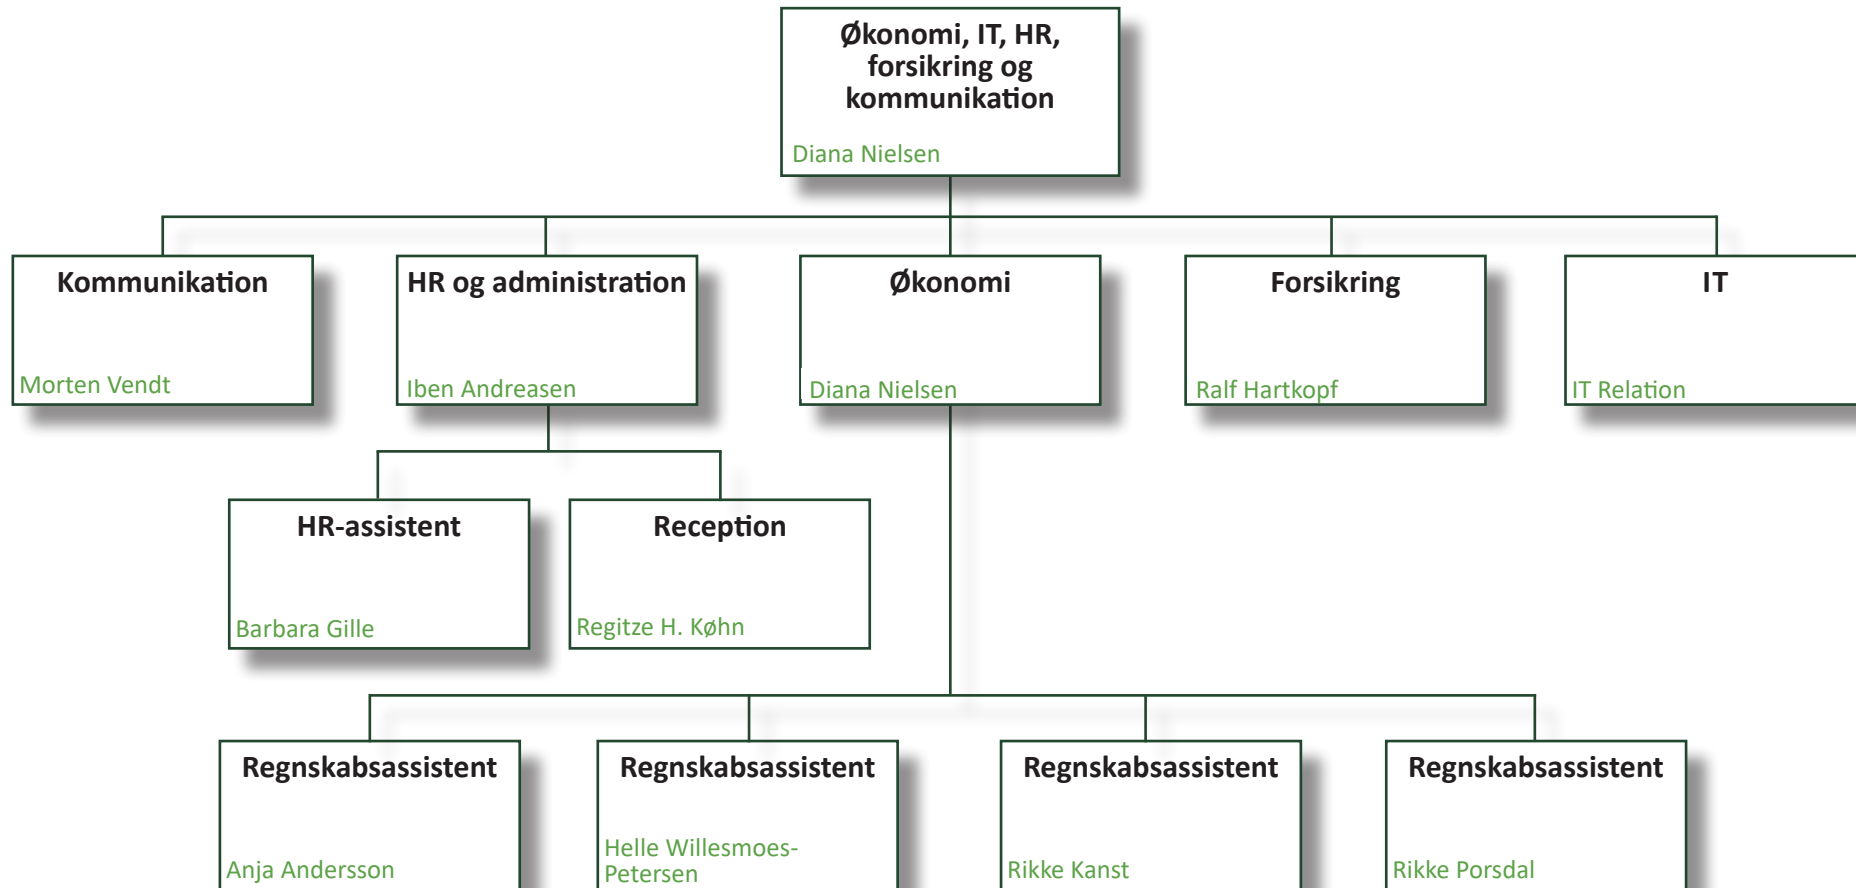 Økonomi, IT, HR,
forsikring og
kommunikation
Diana Nielsen
Kommunikation
Morten Vendt
HR og administration
Iben Andreasen
Økonomi
Diana Nielsen
Forsikring
Ralf Hartkopf
IT
IT Relation
HR-assistent
Barbara Gille
Reception
Regitze H. Køhn
Regnskabsassistent
Anja Andersson
Regnskabsassistent
Helle Willesmoes-
Petersen
Regnskabsassistent
Rikke Kanst
Regnskabsassistent
Rikke Porsdal